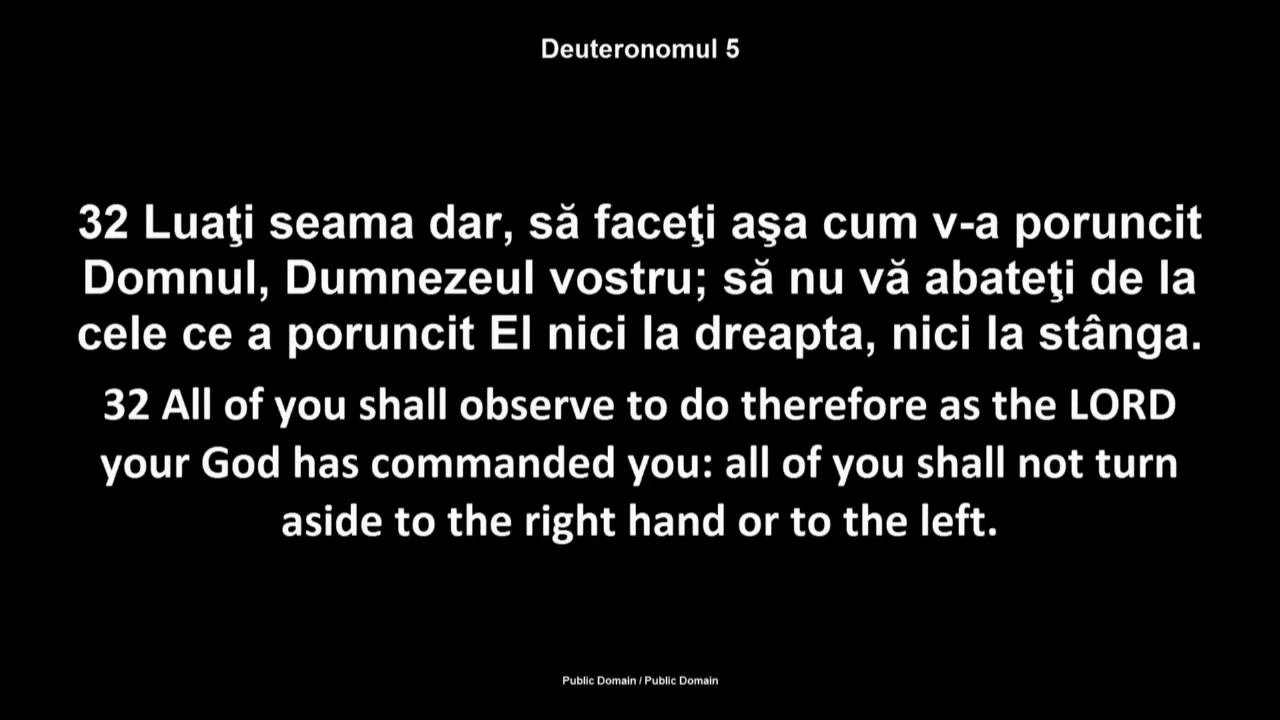 Deuteronomul 5
32 Luaţi seama dar, să faceţi aşa cum v-a poruncit
Domnul, Dumnezeul vostru; să nu vă abateţi de la
cele ce a poruncit El nici la dreapta, nici la stânga.
32 All of you shall observe to do therefore as the LORD
your God has commanded you: all of you shall not turn
aside to the right hand or to the left.
Public Domain / Public Domain